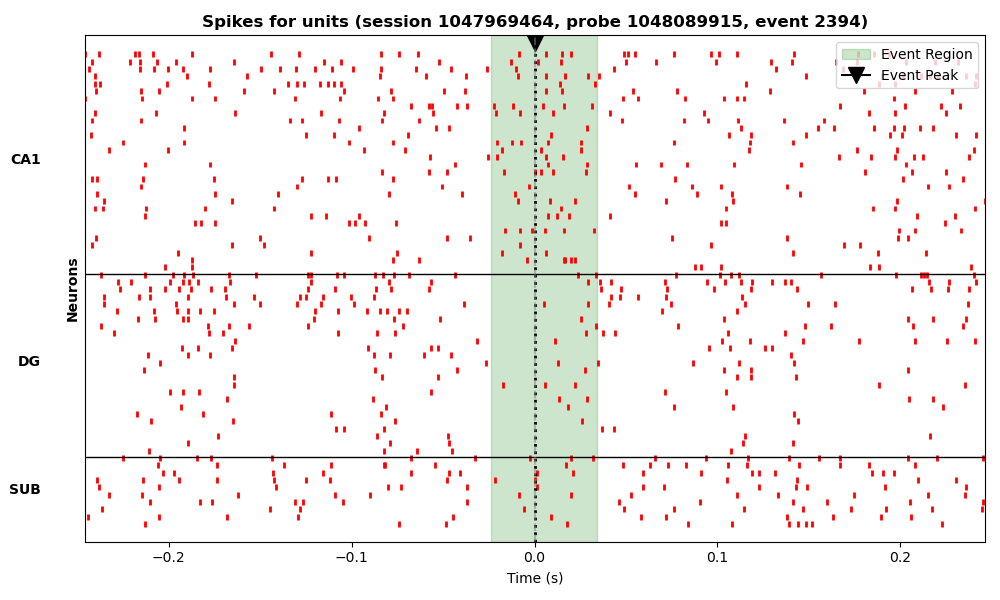 Spikes for units (session 1047969464, probe 1048089915, event 2394)
Event Region
Event Peak
CA1
DG
SUB
Neurons
−0.2
−0.1
0.0
0.1
0.2
Time (s)